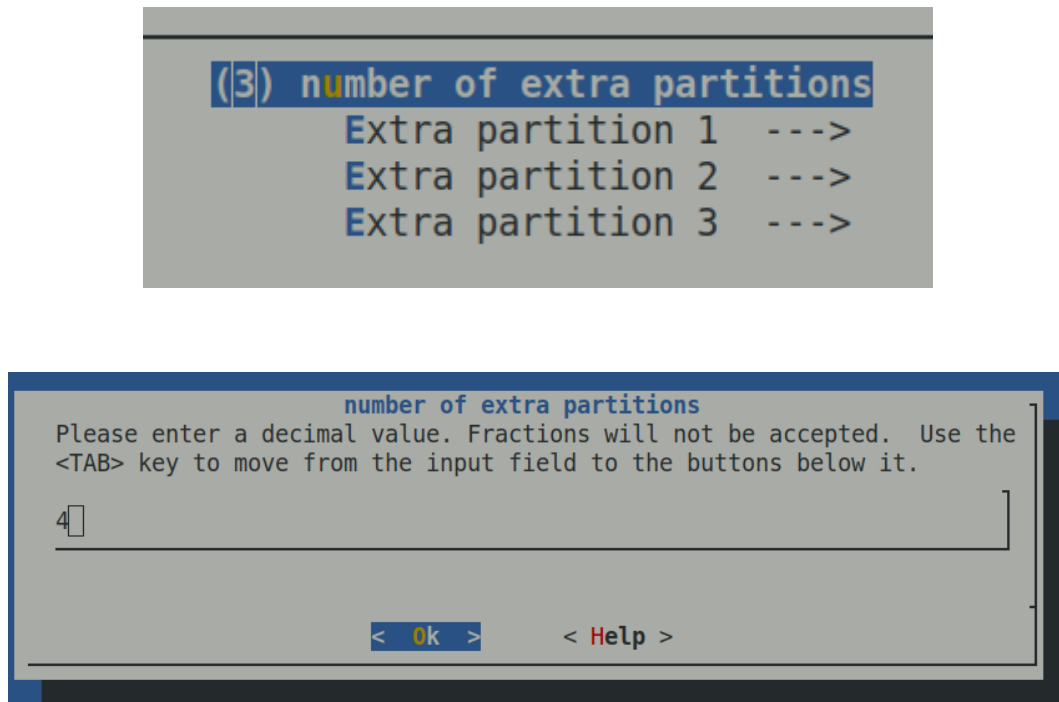 (3) number of extra partitions
Extra partition 1 --->
Extra partition 2 --->
Extra partition 3 --->
number of extra partitions
Please enter a decimal value. Fractions will not be accepted.  Use the
<TAB> key to move from the input field to the buttons below it.
4
<  Ok  > < Help >